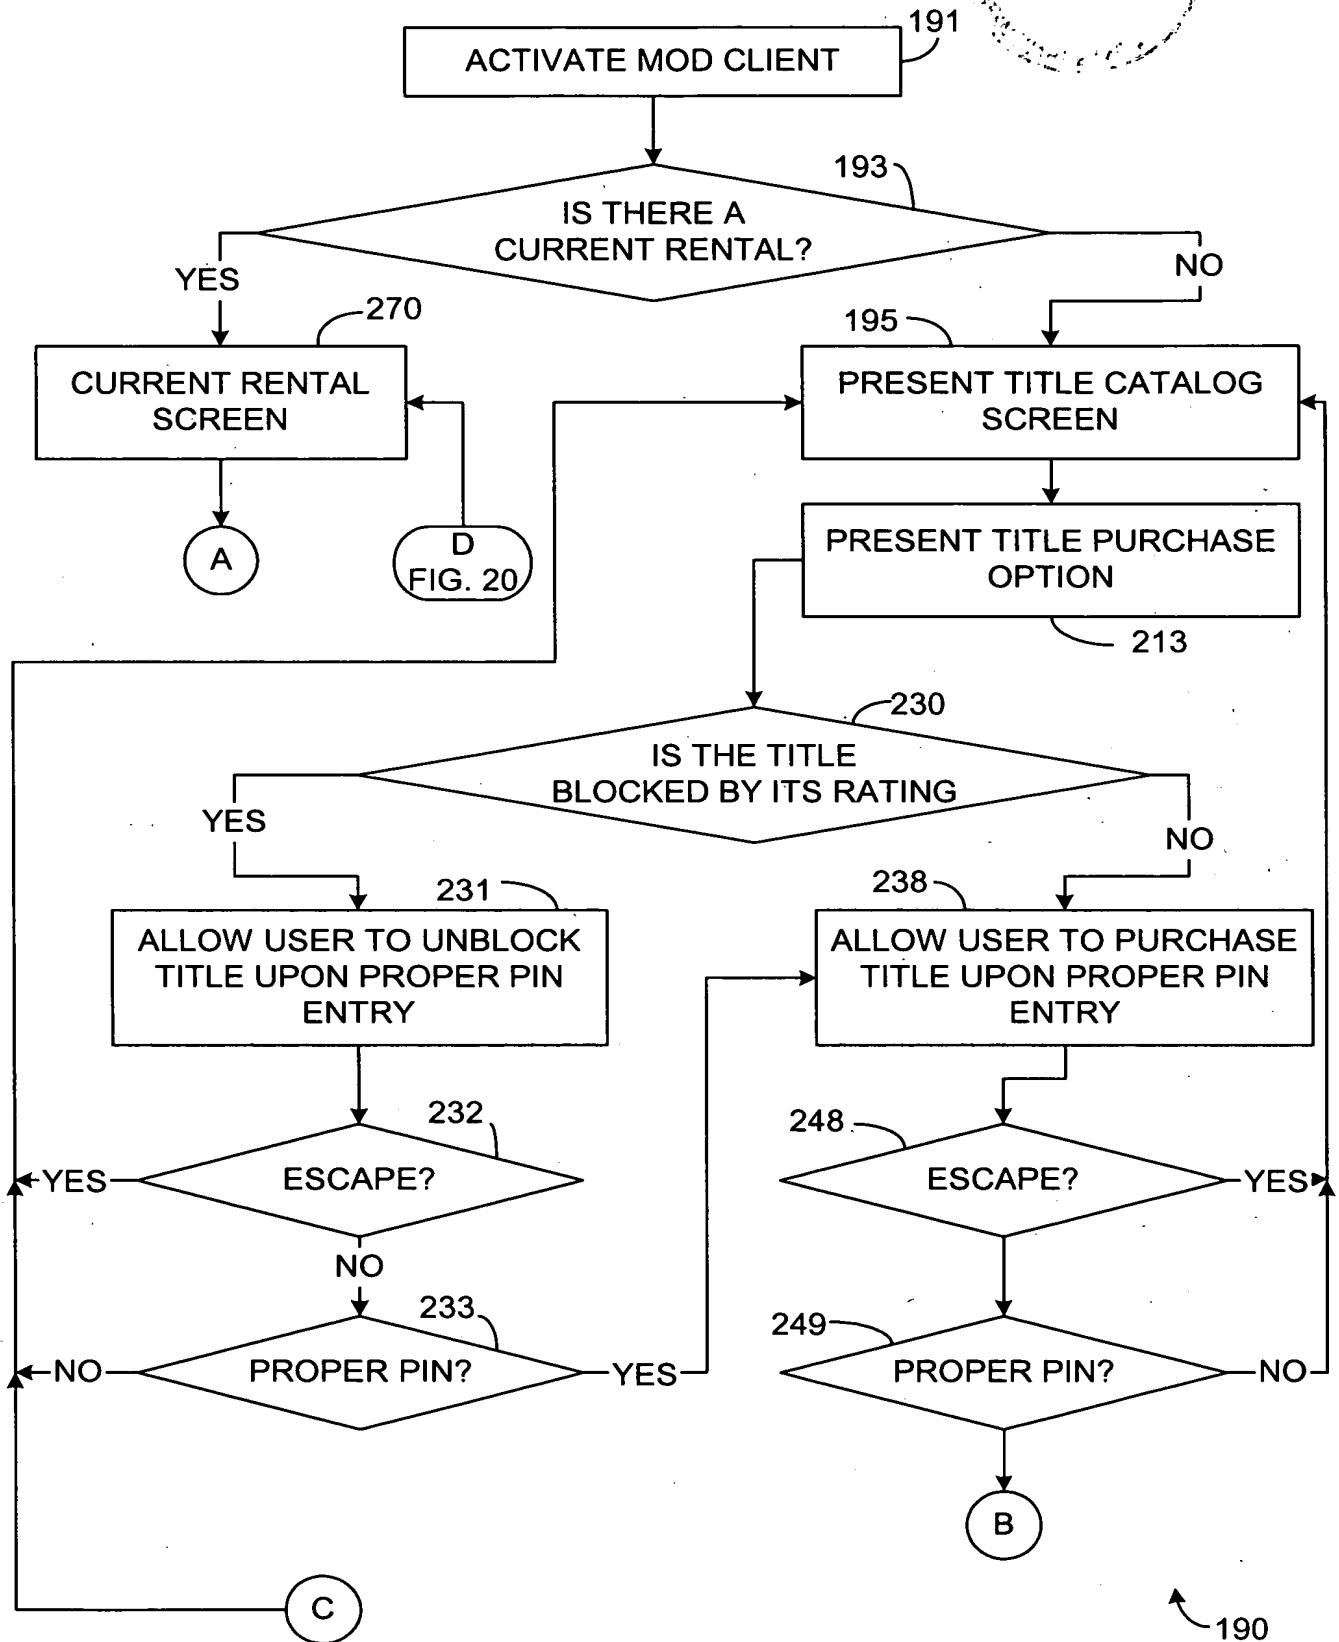 191
ACTIVATE MOD CLIENT
193
IS THERE A
CURRENT RENTAL?
YES
NO
270
195
CURRENT RENTAL
SCREEN
PRESENT TITLE CATALOG
SCREEN
A
D
FIG. 20
PRESENT TITLE PURCHASE
OPTION
213
230
IS THE TITLE
BLOCKED BY ITS RATING
YES
NO
231
238
ALLOW USER TO UNBLOCK
TITLE UPON PROPER PIN
ENTRY
ALLOW USER TO PURCHASE
TITLE UPON PROPER PIN
ENTRY
232
248
YES
ESCAPE?
ESCAPE?
YES
NO
233
249
NO
PROPER PIN?
YES
PROPER PIN?
NO
B
C
190